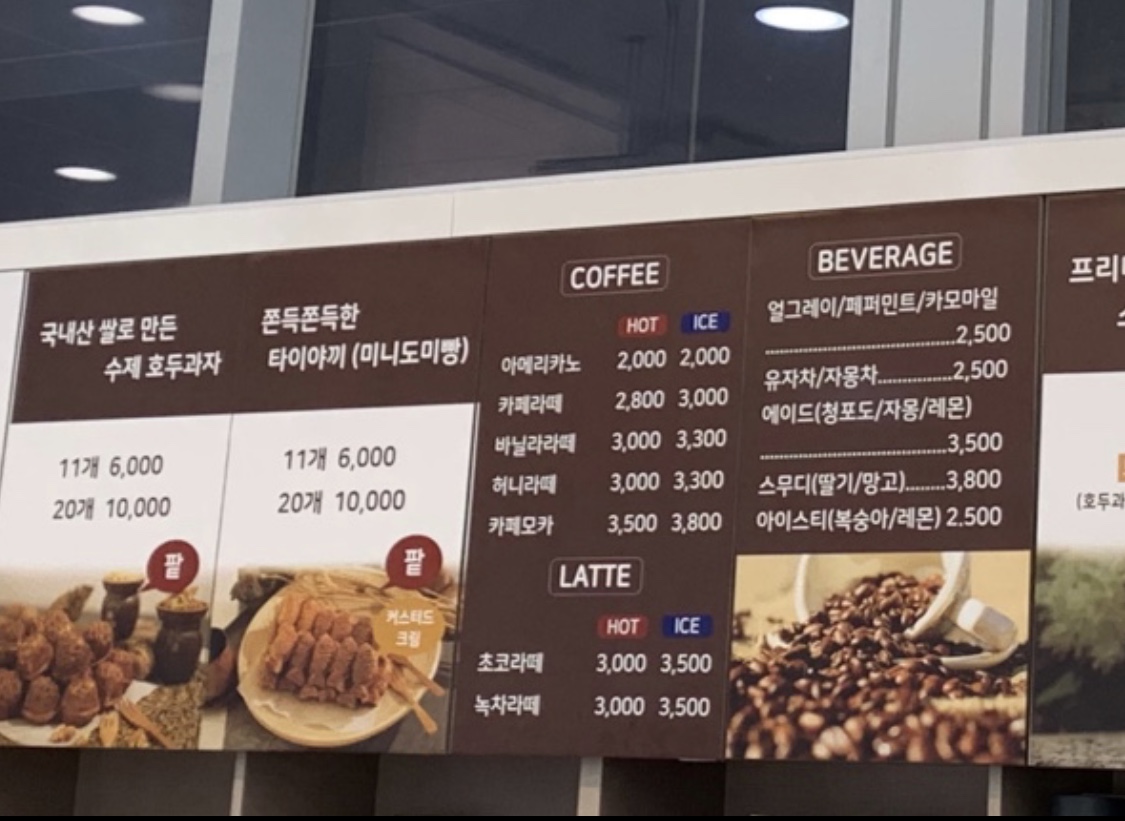 국내산 쌀로 만든
수제 호두과자
11개 6,000
20개 10,000
팥
쫀득쫀득한
타이야끼 (미니도미빵)
11개 6,000
20개 10,000
팥
커스터드
크림
COFFEE
HOT ICE
아메리카노 2,000 2,000
카페라떼 2,800 3,000
바닐라라떼 3,000 3,300
허니라떼 3,000 3,300
카페모카 3,500 3,800
LATTE
HOT ICE
초코라떼 3,000 3,500
녹차라떼 3,000 3,500
BEVERAGE
얼그레이/페퍼민트/카모마일
.......................................2,500
유자차/자몽차...............2,500
에이드(청포도/자몽/레몬)
.......................................3,500
스무디(딸기/망고)........3,800
아이스티(복숭아/레몬) 2.500